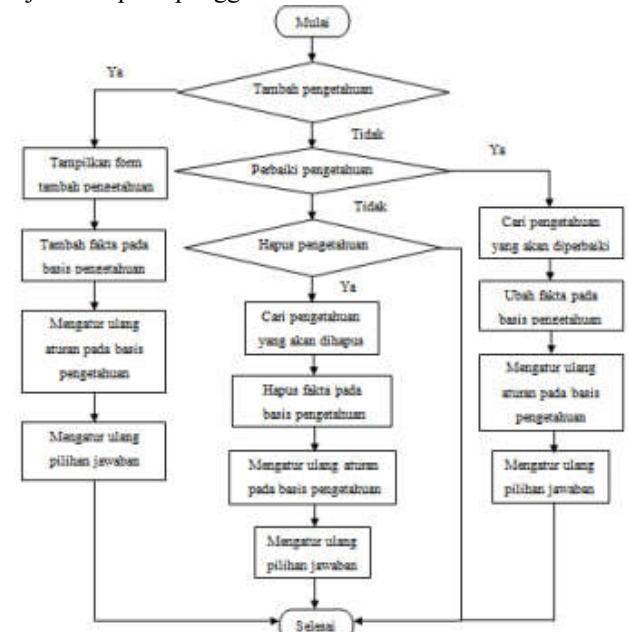 Mulai
Ya
Tambah pengetahuan
Tidak
Ya
Tampilkan form
tambah pengetahuan
Perbaiki pengetahuan
Tidak
Cari pengetahuan
yang akan diperbaiki
Tambah fakta pada
basis pengetahuan
Hapus pengetahuan
Ya
Ubah fakta pada
basis pengetahuan
Mengatur ulang
aturan pada basis
pengetahuan
Cari pengetahuan
yang akan dihapus
Mengatur ulang
aturan pada basis
pengetahuan
Hapus fakta pada
basis pengetahuan
Mengatur ulang
pilihan jawaban
Mengatur ulang aturan
pada basis pengetahuan
Mengatur ulang
pilihan jawaban
Mengatur ulang
pilihan jawaban
Selesai